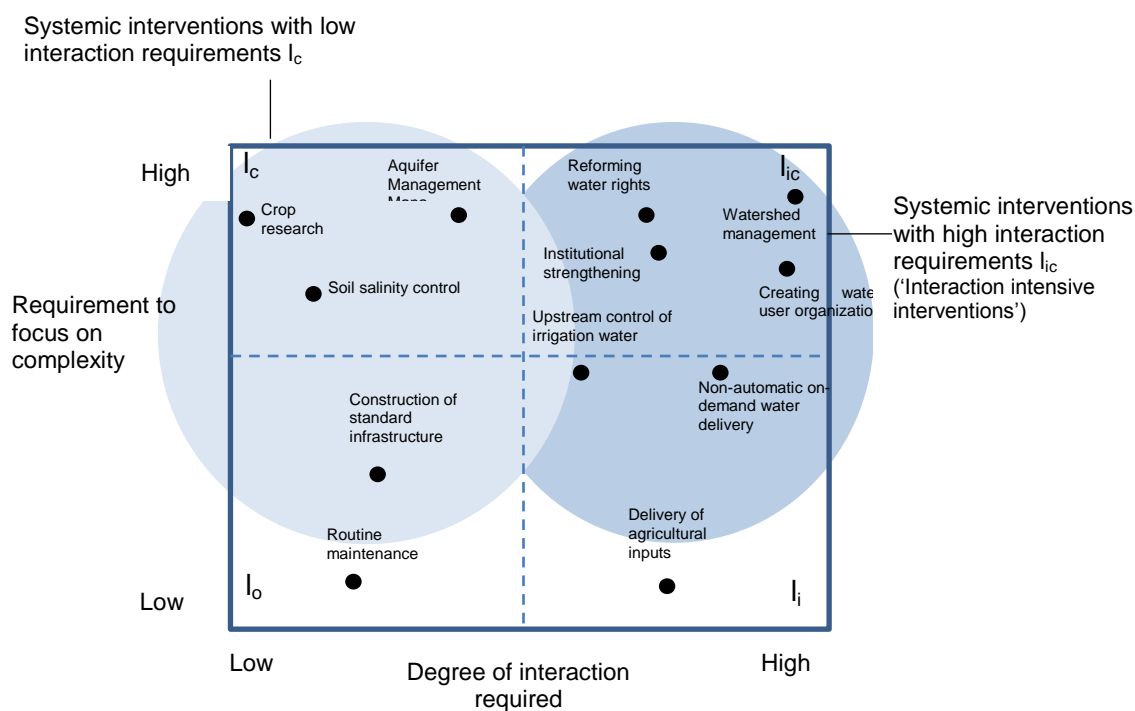 Systemic interventions with low
interaction requirements Ic
High
Ic
Aquifer
Management
Reforming
water rights
Iic
Crop
research
Watershed
management
Systemic interventions
with high interaction
requirements Iic
('Interaction intensive
interventions')
Institutional
strengthening
Soil salinity control
Creating wate
user organizatio
Requirement to
focus on
complexity
Upstream control of
irrigation water
Non-automatic on-
demand water
delivery
Construction of
standard
infrastructure
Delivery of
agricultural
inputs
Routine
maintenance
Io
Ii
Low
Low
Degree of interaction
required
High